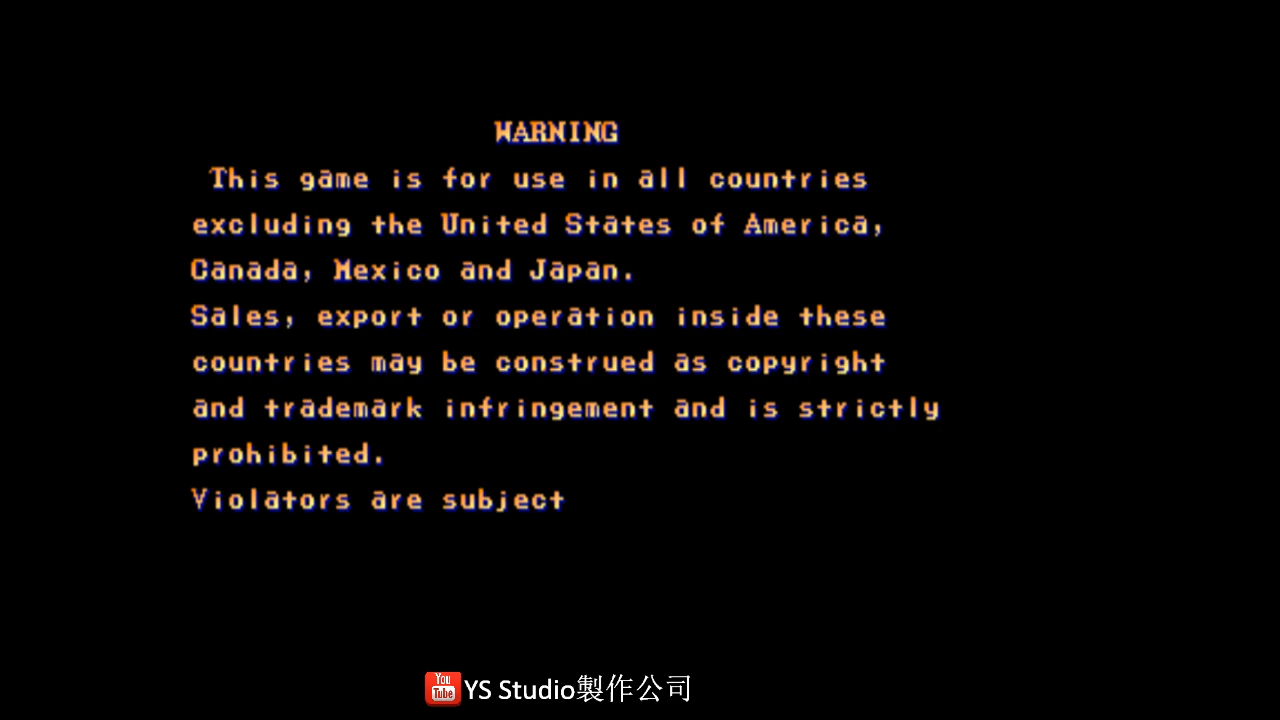 WARNING
This game is for use in all countries
excluding the United States of America,
Canada, Mexico and Japan.
Sales, export or operation inside these
countries may be construed as copyright
and trademark infringement and is strictly
prohibited.
Violators are subject
You Tube YS Studio製作公司